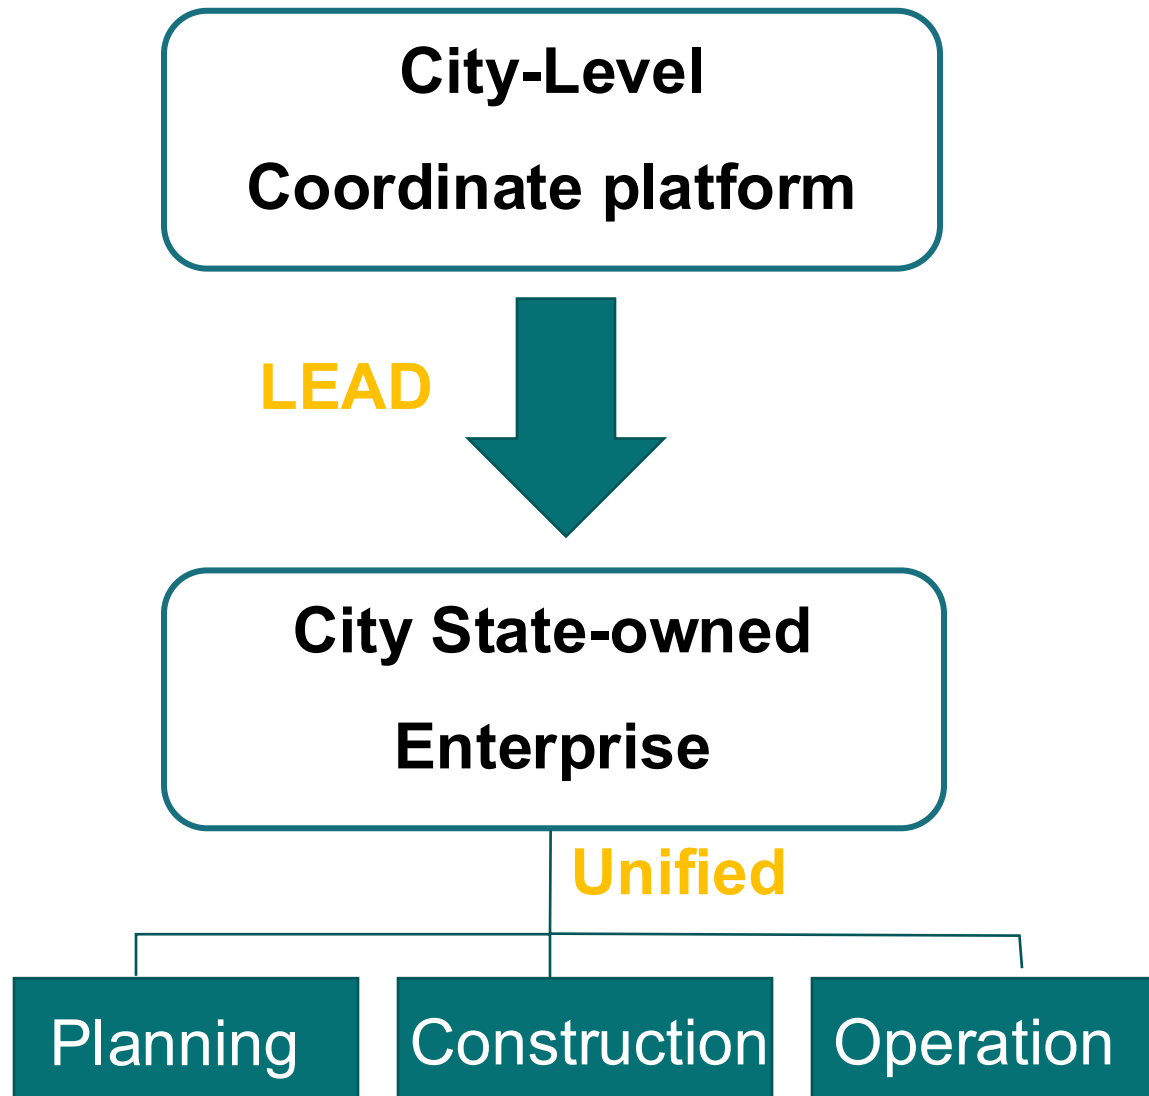 City-Level
Coordinate platform
LEAD
City State-owned
Enterprise
Unified
Planning
Construction
Operation